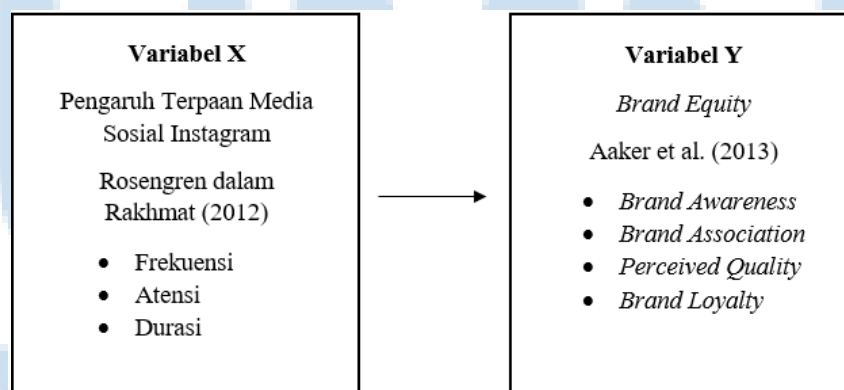 Variabel X
Pengaruh Terpaan Media
Sosial Instagram
Rosengren dalam
Rakhmat (2012)
• Frekuensi
• Atensi
• Durasi
Variabel Y
Brand Equity
Aaker et al. (2013)
• Brand Awareness
• Brand Association
• Perceived Quality
• Brand Loyalty